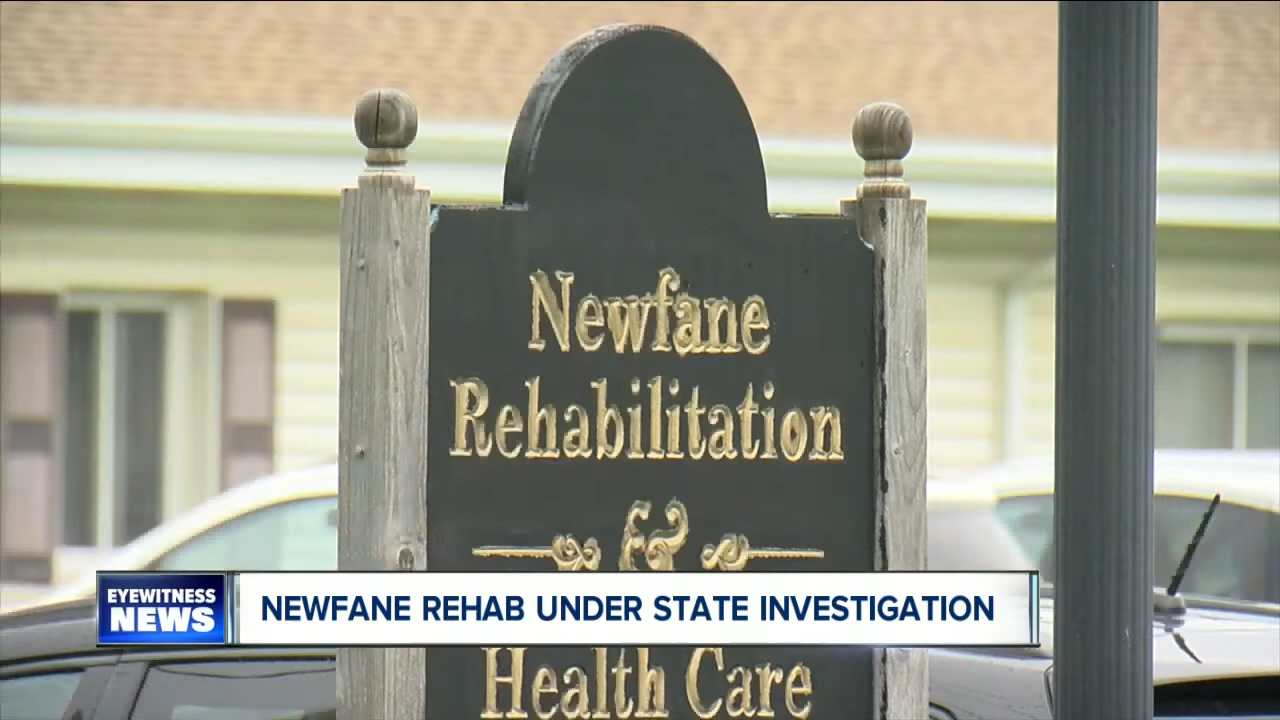 Newfane
Rehabilitation
&
EYEWITNESS
NEWS
NEWFANE REHAB UNDER STATE INVESTIGATION
Health Care